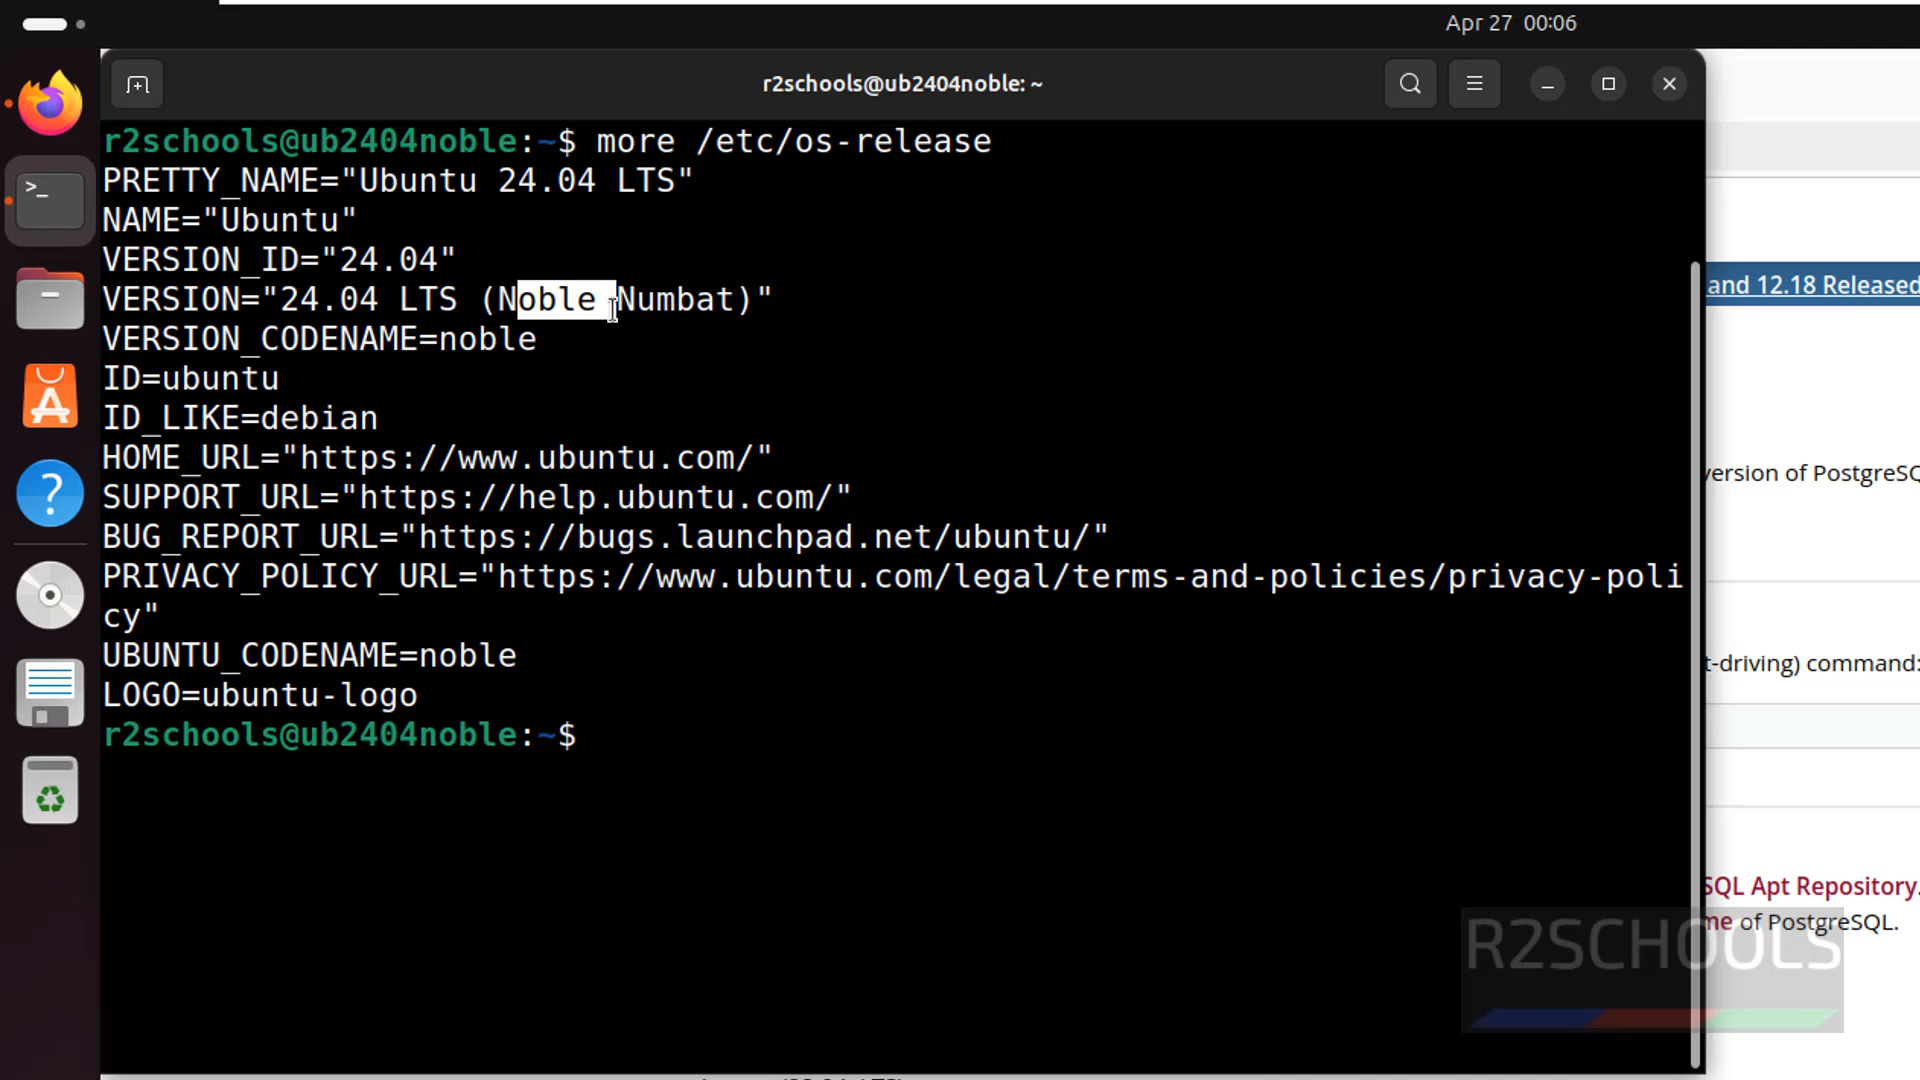 Apr 27 00:06
r2schools@ub2404noble: ~
r2schools@ub2404noble:~$ more /etc/os-release
PRETTY_NAME="Ubuntu 24.04 LTS"
NAME="Ubuntu"
VERSION_ID="24.04"
VERSION="24.04 LTS (Noble Numbat)"
VERSION_CODENAME=noble
ID=ubuntu
ID_LIKE=debian
HOME_URL="https://www.ubuntu.com/"
SUPPORT_URL="https://help.ubuntu.com/"
BUG_REPORT_URL="https://bugs.launchpad.net/ubuntu/"
PRIVACY_POLICY_URL="https://www.ubuntu.com/legal/terms-and-policies/privacy-poli
cy"
UBUNTU_CODENAME=noble
LOGO=ubuntu-logo
r2schools@ub2404noble:~$
and 12.18 Released
version of PostgreSQ
t-driving) command:
SQL Apt Repository.
me of PostgreSQL.
R2SCHOOLS